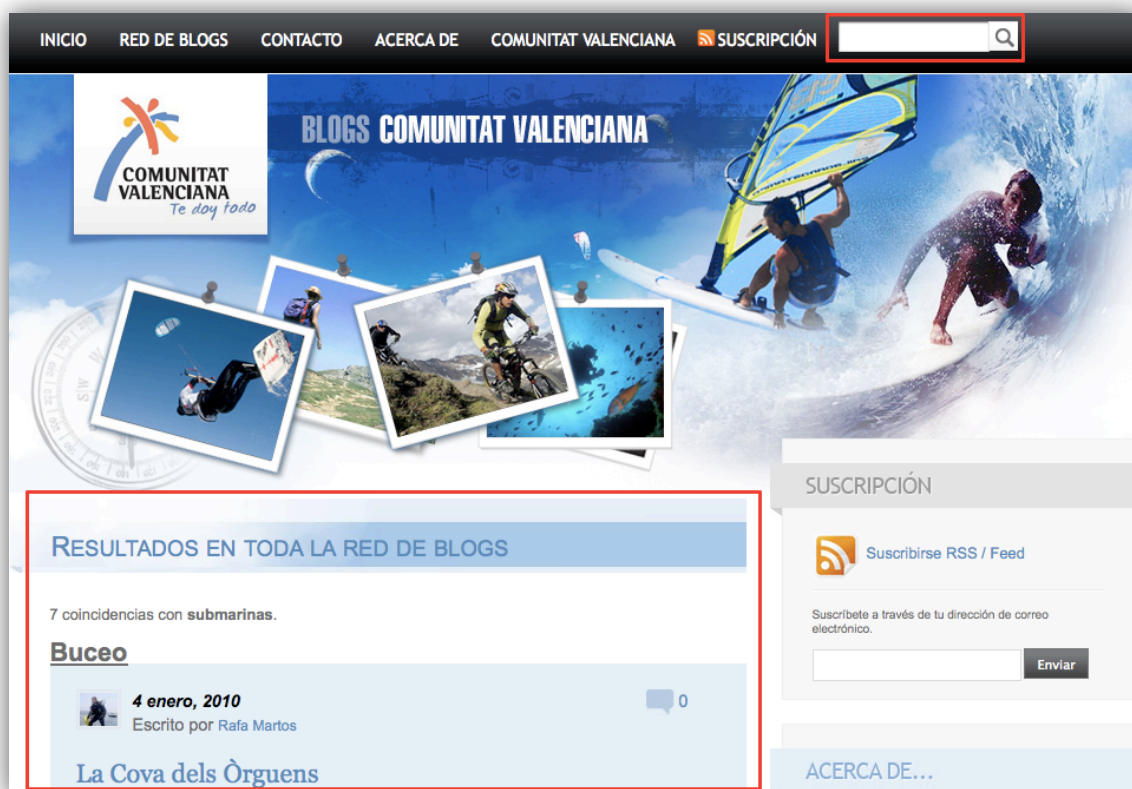 INICIO RED DE BLOGS CONTACTO ACERCA DE COMUNITAT VALENCIANA SUSCRIPCIÓN
BLOGS COMUNITAT VALENCIANA
COMUNITAT
VALENCIANA
Te doy todo
SUSCRIPCIÓN
Suscribirse RSS / Feed
Suscríbete a través de tu dirección de correo
electrónico.
Enviar
ACERCA DE...
RESULTADOS EN TODA LA RED DE BLOGS
7 coincidencias con submarinas.
Buceo
4 enero, 2010
0
Escrito por Rafa Martos
La Cova dels Òrguens